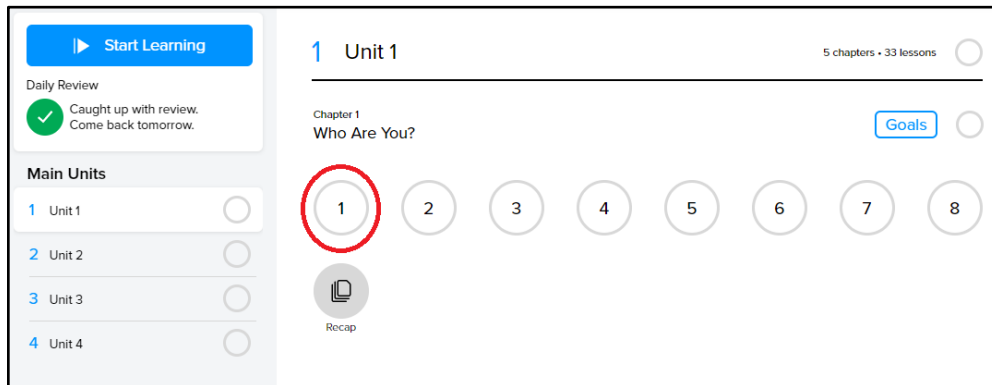 Start Learning
Daily Review
Caught up with review.
Come back tomorrow.
Main Units
1 Unit 1
2 Unit 2
3 Unit 3
4 Unit 4
1 Unit 1
5 chapters • 33 lessons
Chapter 1
Who Are You?
Goals
1 2 3 4 5 6 7 8
Recap